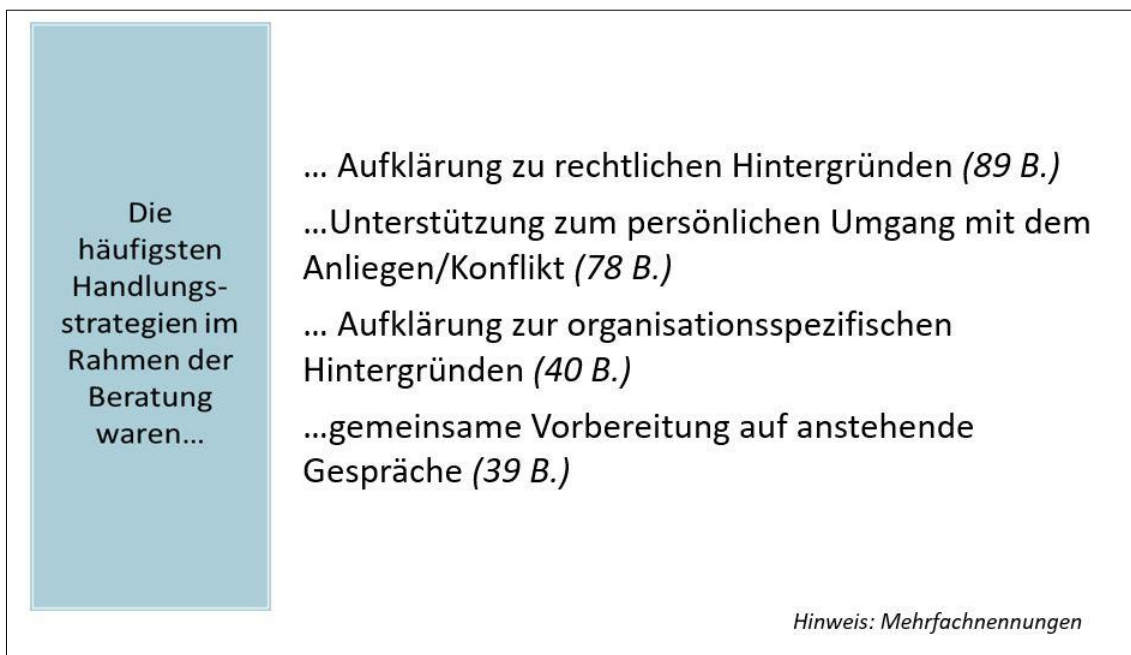 Die
häufigsten
Handlungs-
strategien im
Rahmen der
Beratung
waren...
... Aufklärung zu rechtlichen Hintergründen (89 B.)
...Unterstützung zum persönlichen Umgang mit dem
Anliegen/Konflikt (78 B.)
... Aufklärung zur organisationsspezifischen
Hintergründen (40 B.)
...gemeinsame Vorbereitung auf anstehende
Gespräche (39 B.)
Hinweis: Mehrfachnennungen